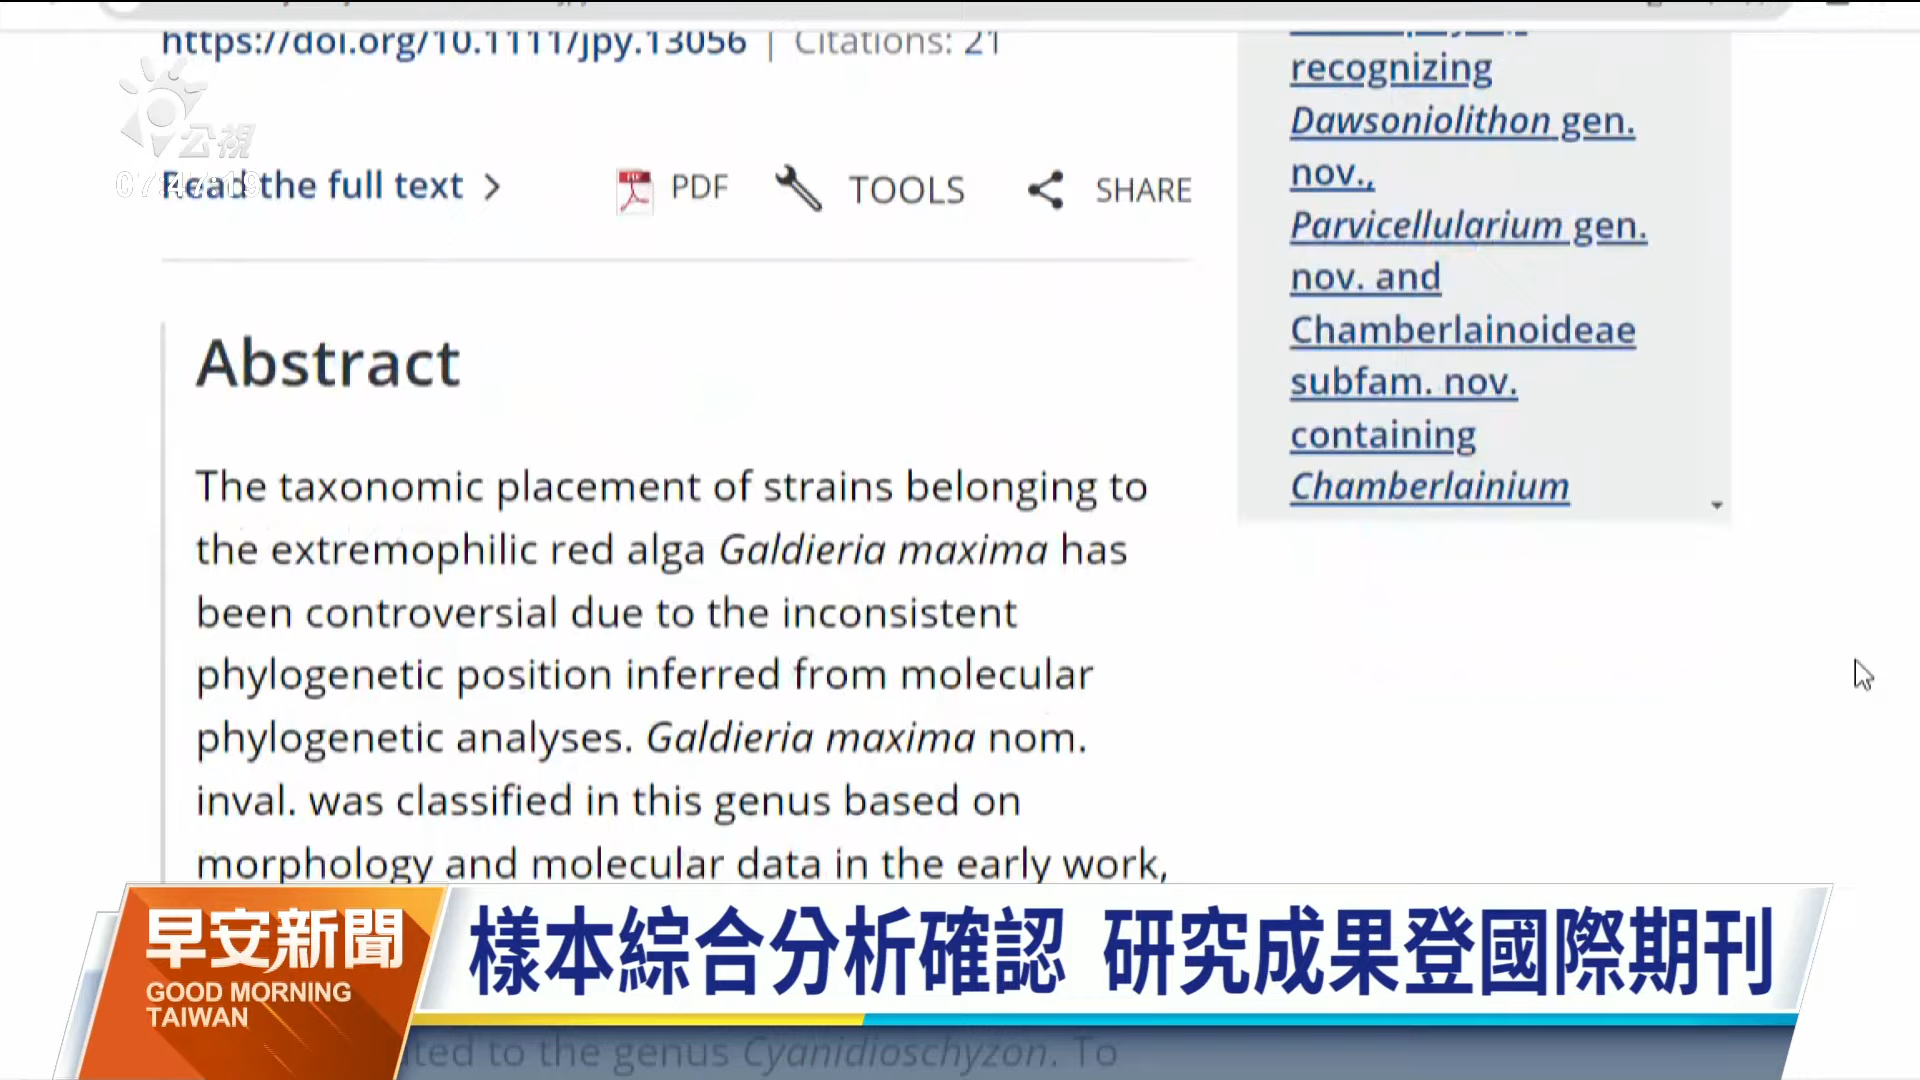 https://doi.org/10.1111/jpy.13056 | Citations: 21
公視
07:47:19
Read the full text
PDF
TOOLS
SHARE
recognizing
Dawsoniolithon gen.
nov.,
Parvicellularium gen.
nov. and
Chamberlainoideae
subfam. nov.
containing
Chamberlainium
Abstract
The taxonomic placement of strains belonging to
the extremophilic red alga Galdieria maxima has
been controversial due to the inconsistent
phylogenetic position inferred from molecular
phylogenetic analyses. Galdieria maxima nom.
inval. was classified in this genus based on
morphology and molecular data in the early work,
早安新聞
GOOD MORNING
TAIWAN
樣本綜合分析確認 研究成果登國際期刊
to the genus Cyanidioschyzon. To